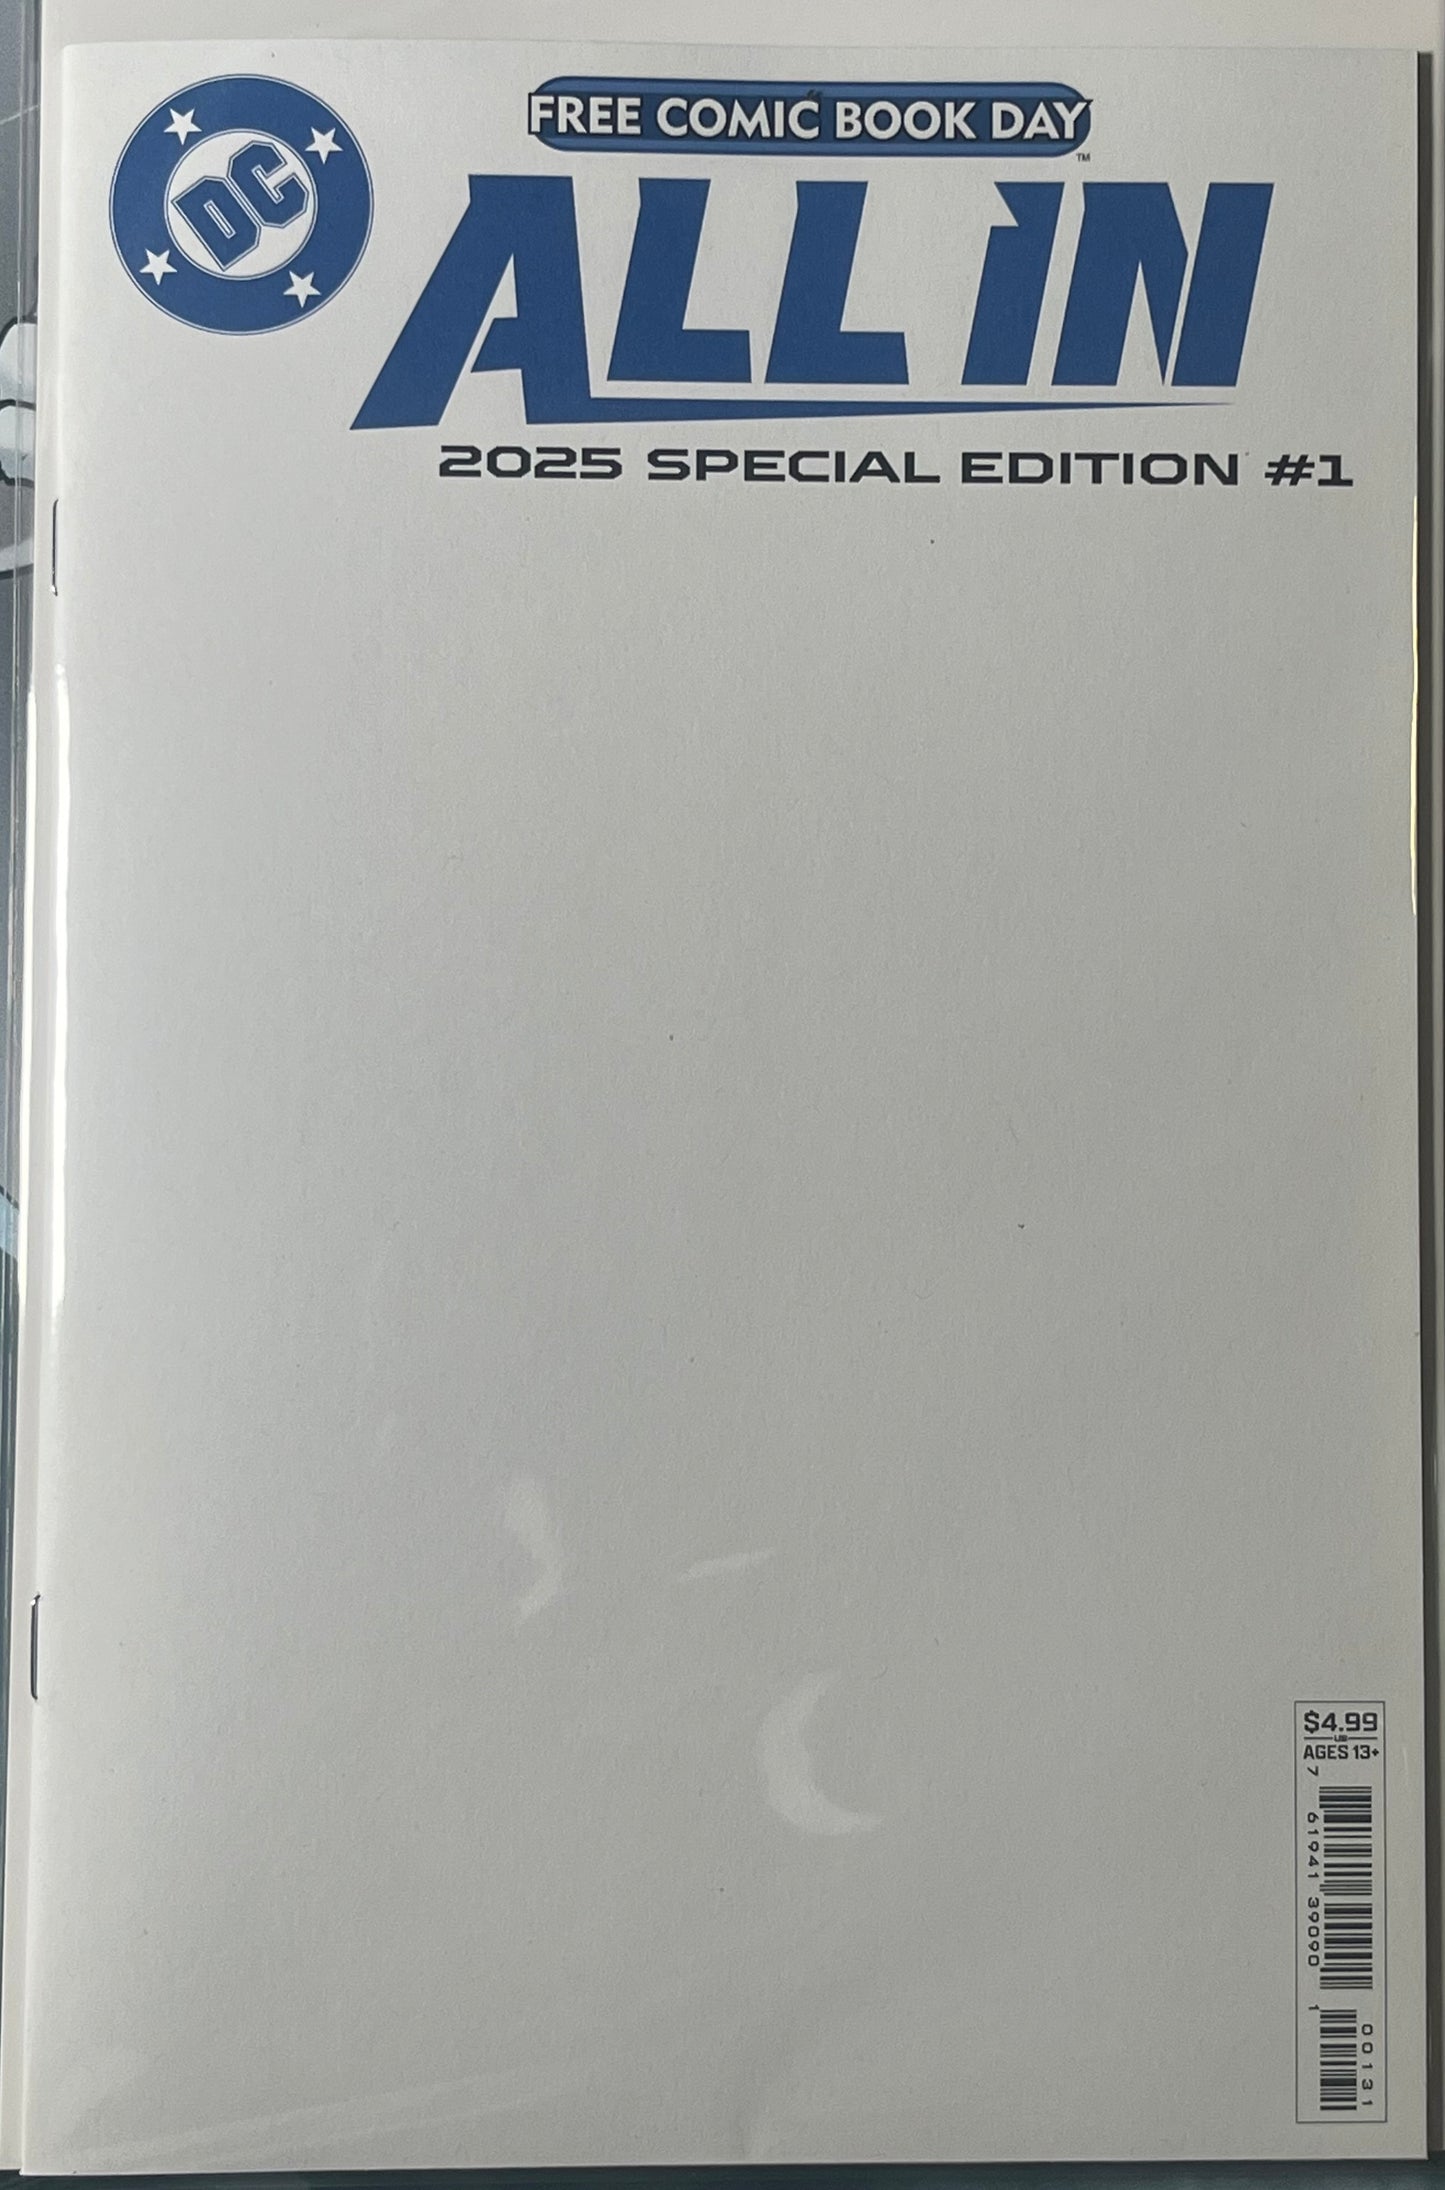 DC
FREE COMIC BOOK DAY
TM
ALL IN
2025 SPECIAL EDITION #1
$4.99
US
AGES 13+
7 61941 39090 1
00131